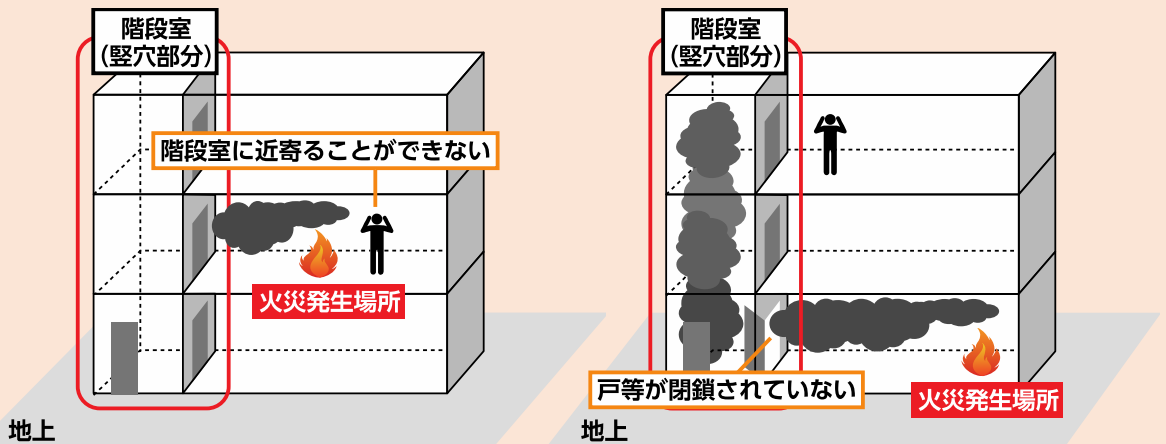 階段室
（竪穴部分）
階段室に近寄ることができない
火災発生場所
地上
階段室
（竪穴部分）
戸等が閉鎖されていない
火災発生場所
地上